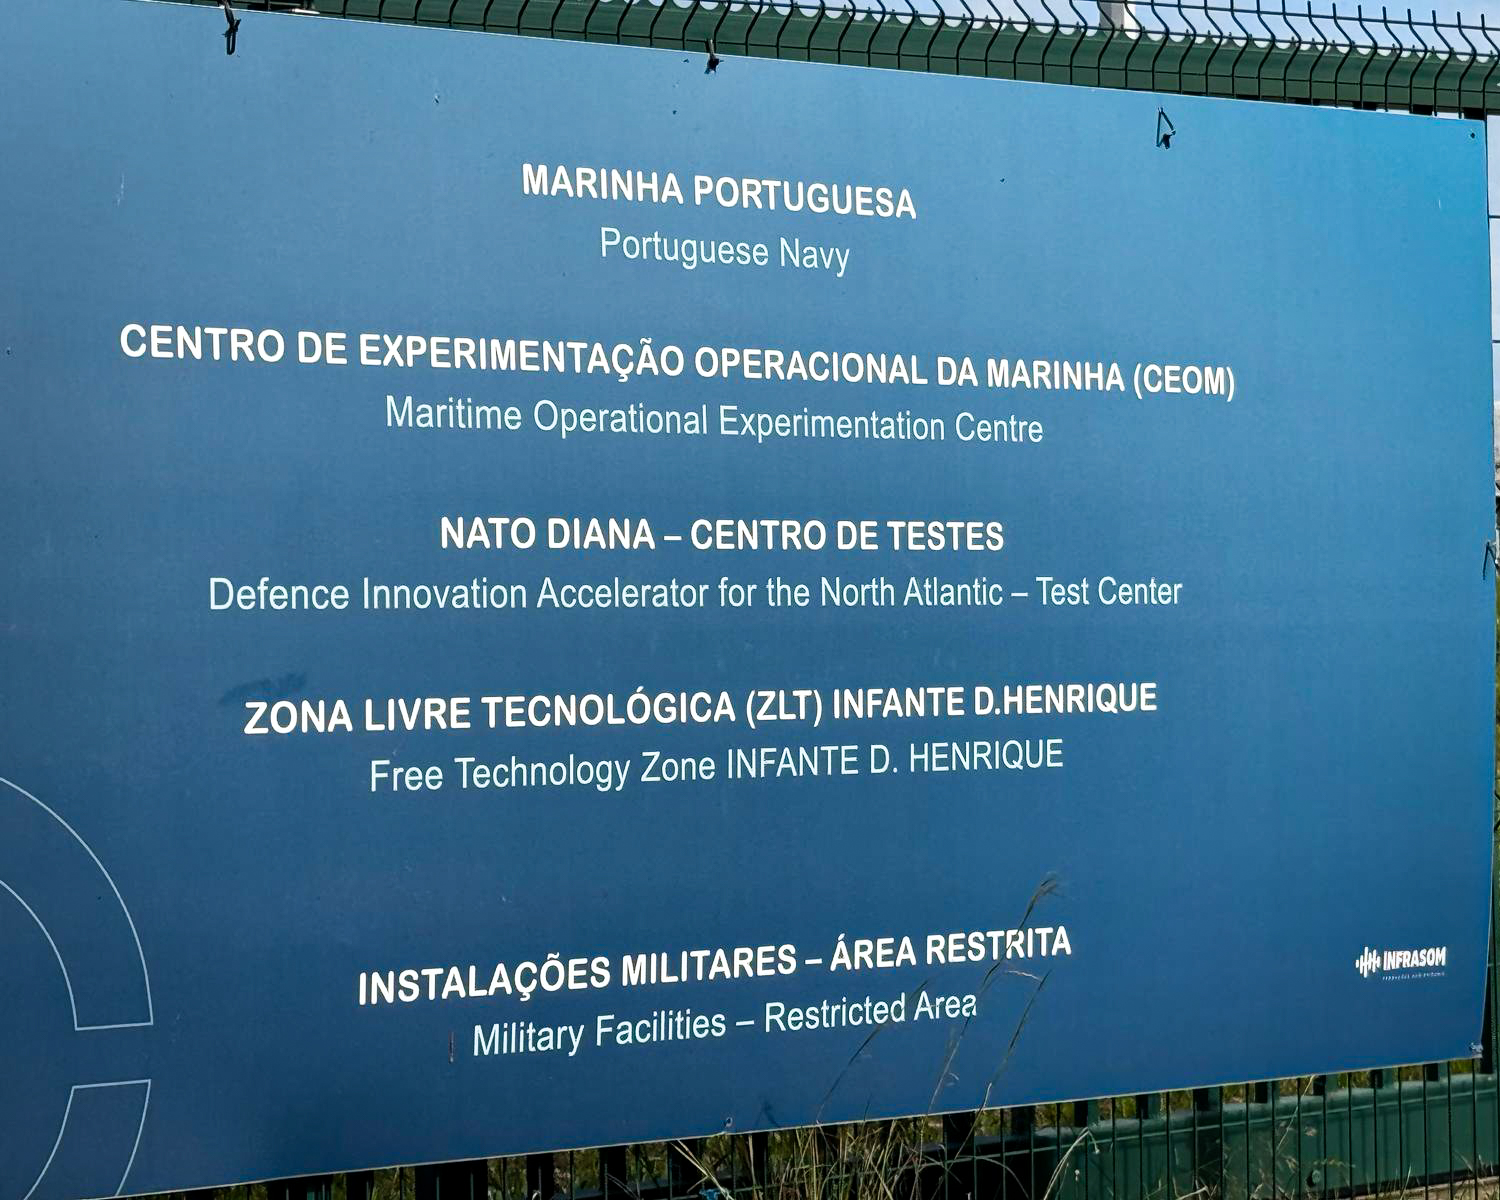 MARINHA PORTUGUESA
Portuguese Navy
CENTRO DE EXPERIMENTAÇÃO OPERACIONAL DA MARINHA (CEOM)
Maritime Operational Experimentation Centre
NATO DIANA – CENTRO DE TESTES
Defence Innovation Accelerator for the North Atlantic – Test Center
ZONA LIVRE TECNOLÓGICA (ZLT) INFANTE D.HENRIQUE
Free Technology Zone INFANTE D. HENRIQUE
INSTALAÇÕES MILITARES – ÁREA RESTRITA
Military Facilities – Restricted Area
INFRASOM